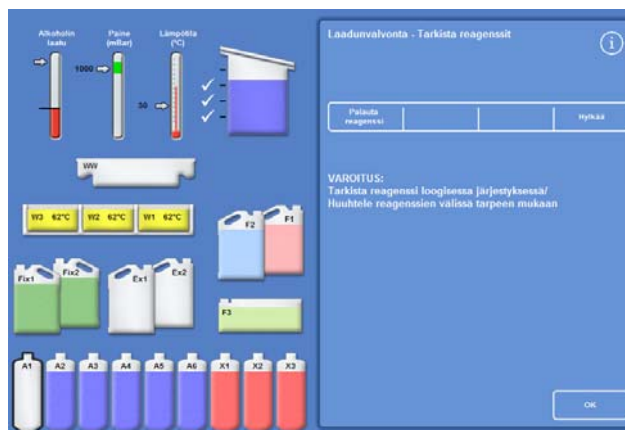 Alkoholin
laatu
Paine
(mBar)
Lämpötila
(°C)
1000
50
WW
W3 62°C
W2 62°C
W1 62°C
F2
F1
Fix1
Fix2
Ex1
Ex2
F3
A1
A2
A3
A4
A5
A6
X1
X2
X3
Laadunvalvonta - Tarkista reagenssit
i
Palauta
reagenssi
Hylkää
VAROITUS:
Tarkista reagenssi loogisessa järjestyksessä/
Huuhtele reagenssien välissä tarpeen mukaan
OK